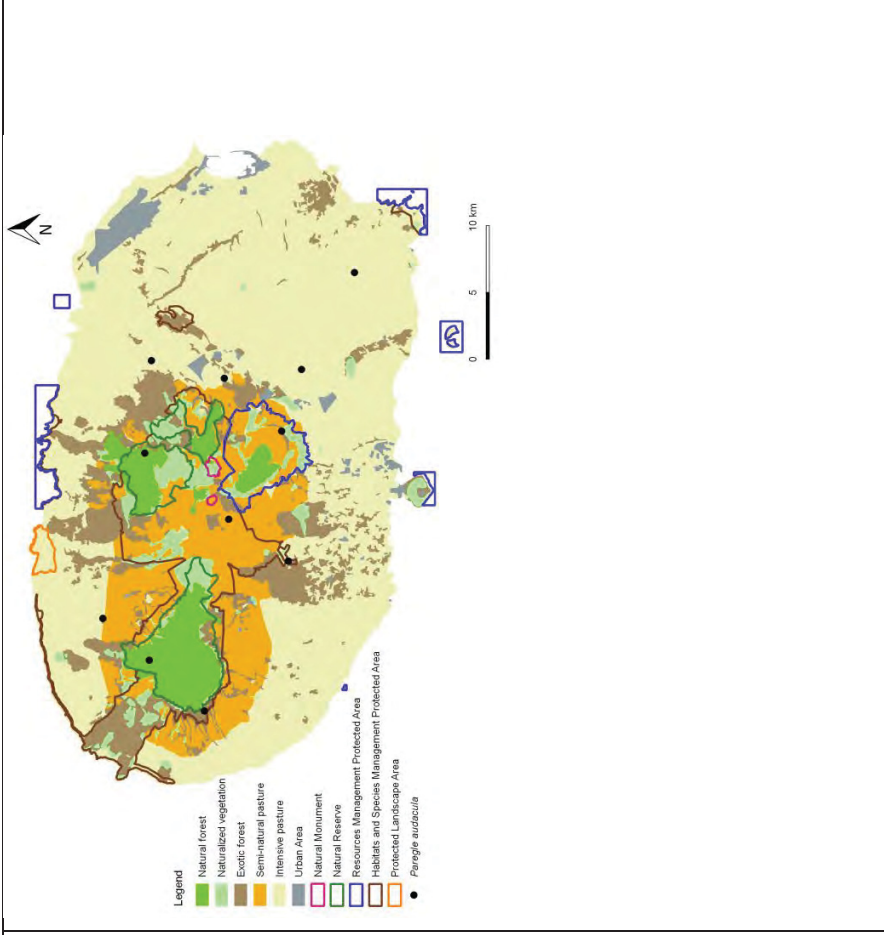 N
0 5 10 km
Legend
Natural forest
Naturalized vegetation
Exotic forest
Semi-natural pasture
Intensive pasture
Urban Area
Natural Monument
Natural Reserve
Resources Management Protected Area
Habitats and Species Management Protected Area
Protected Landscape Area
Paregle audacula